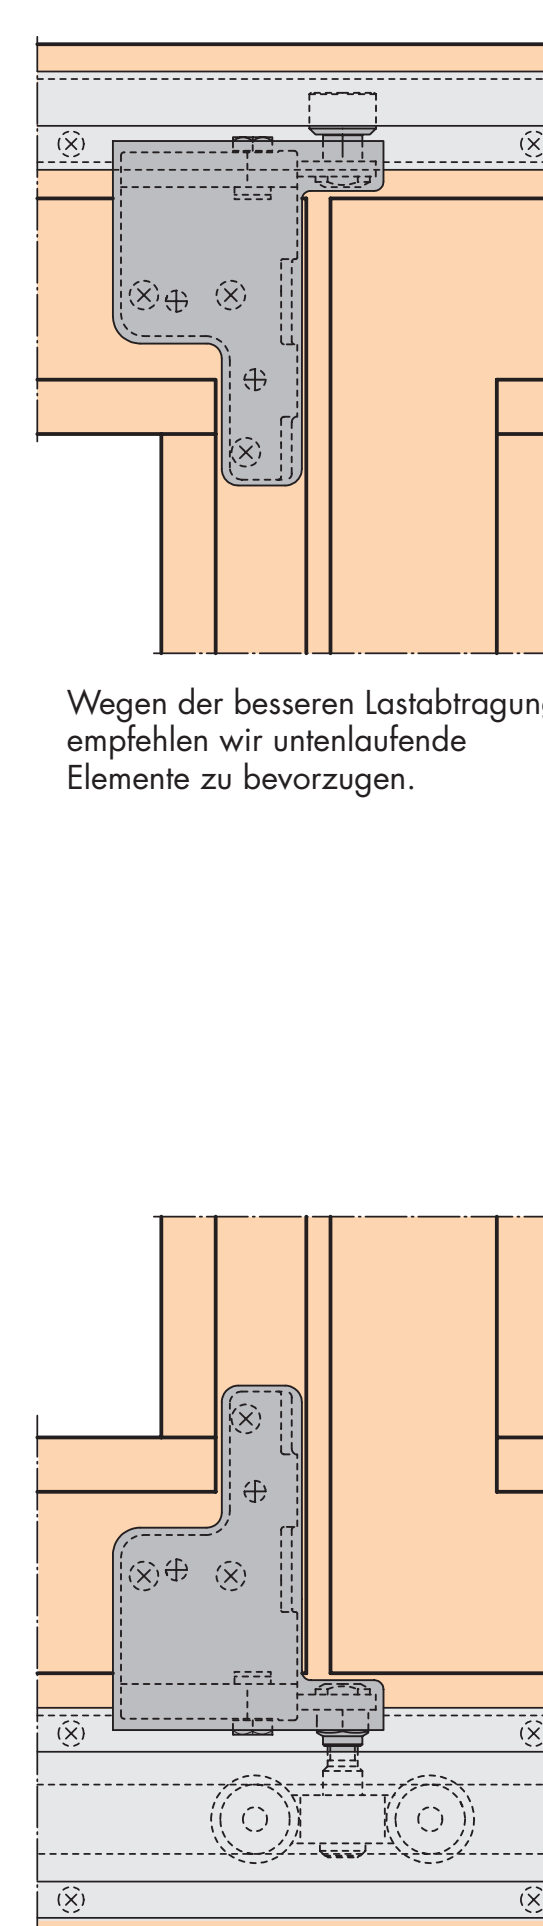 Wegen der besseren Lastabtragung
empfehlen wir untenlaufende
Elemente zu bevorzugen.